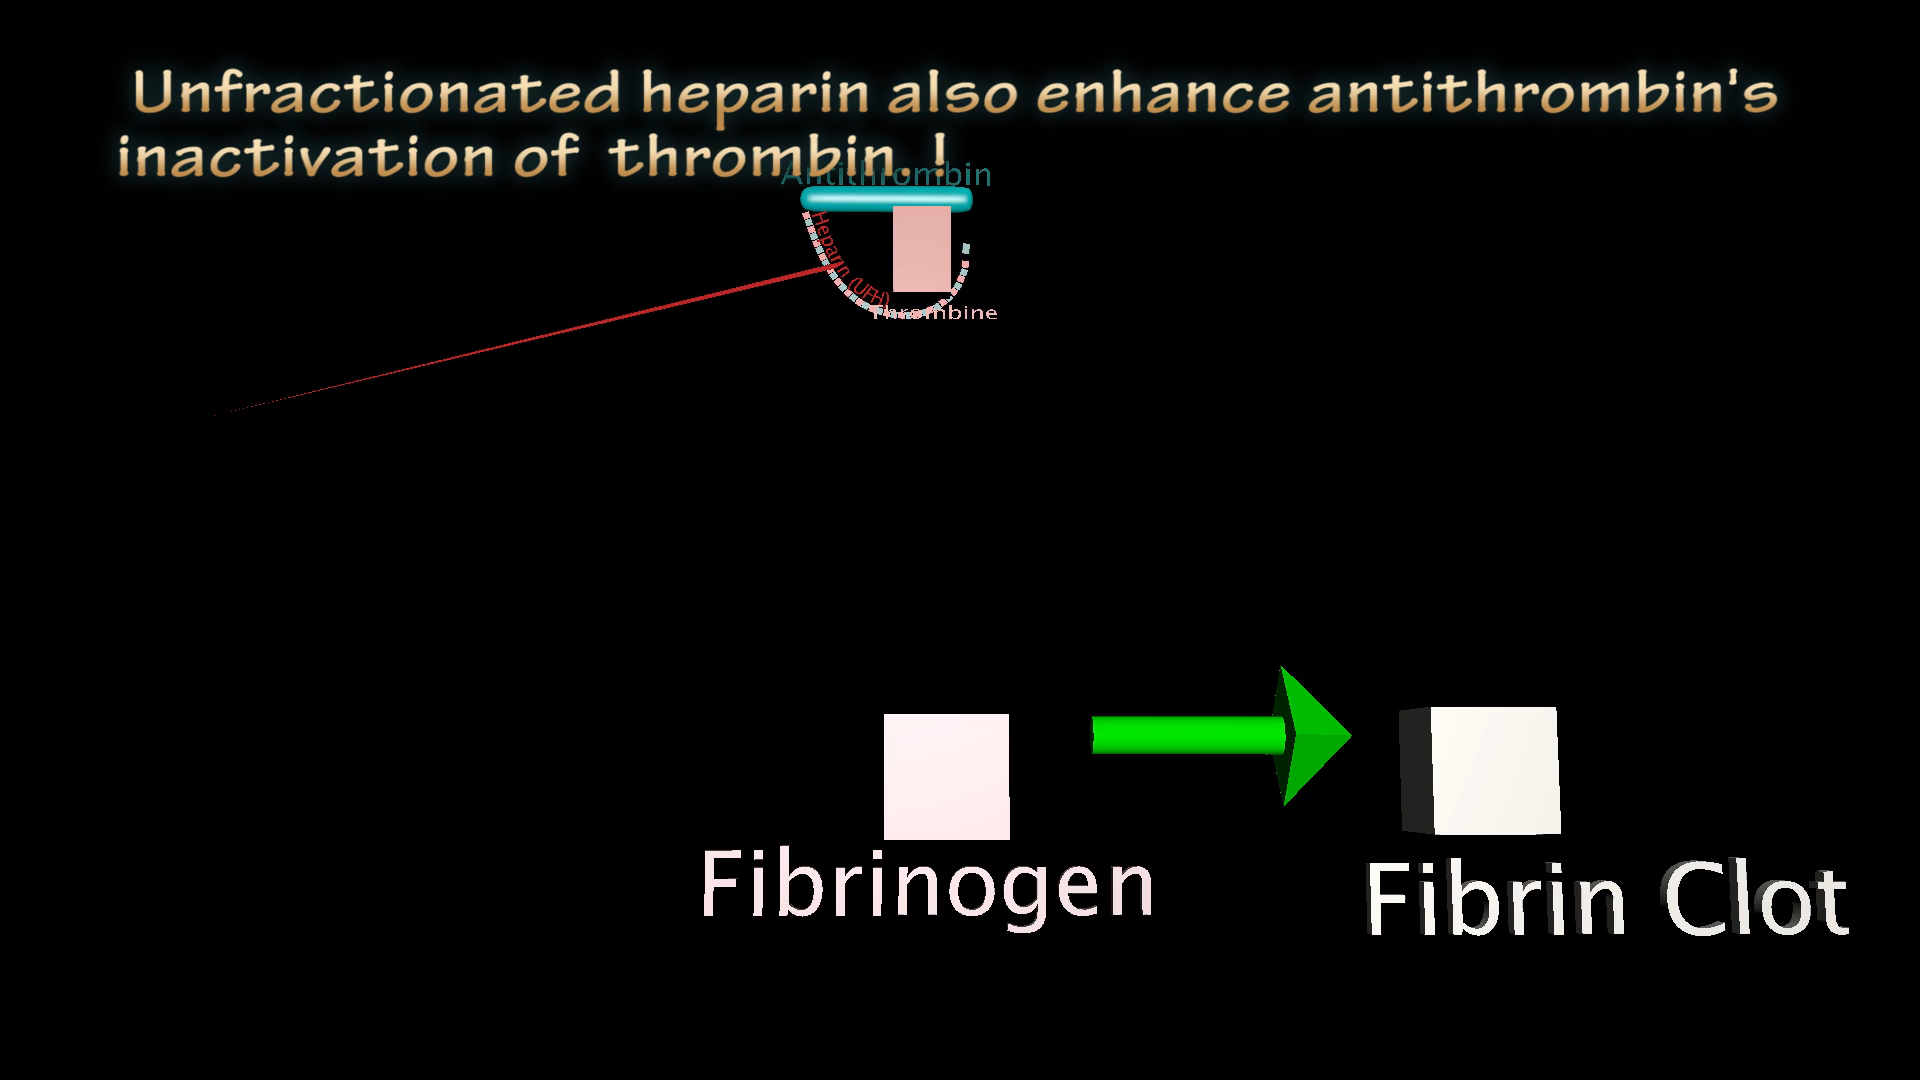 Unfractionated heparin also enhance antithrombin's
inactivation of thrombin.!
Antithrombin
Heparin (UFH)
Thrombine
Fibrinogen
Fibrin Clot